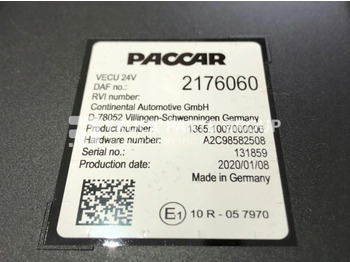 PACCAR
VECU 24V
DAF no.: 2176060
RVI number:
Continental Automotive GmbH
D-78052 Villingen-Schwenningen Germany
Product number: 1365.1007000006
Hardware number: A2C98582508
Serial no.: 131859
Production date: 2020/01/08
Made in Germany
E1 10 R - 05 7970